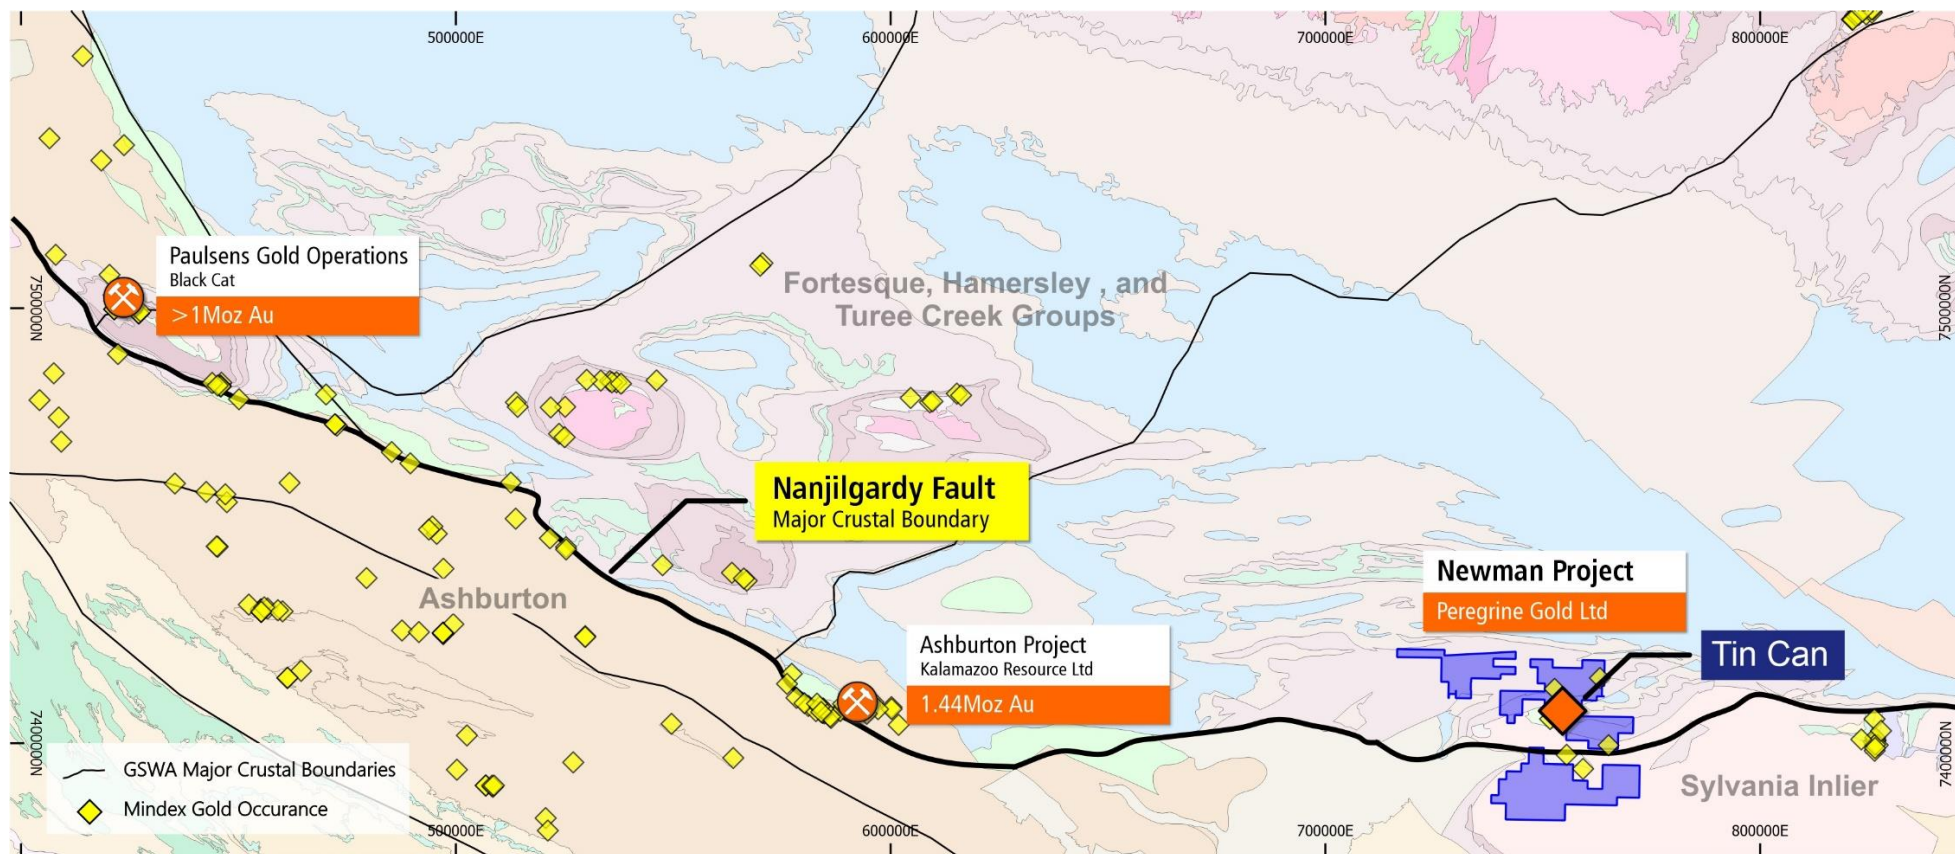 500000E
600000E
700000E
800000E
Paulsens Gold Operations
Black Cat
>1Moz Au
7500000N
Fortesque, Hamersley , and
Turee Creek Groups
7500000N
Nanjilgardy Fault
Major Crustal Boundary
Ashburton
Newman Project
Peregrine Gold Ltd
Tin Can
Ashburton Project
Kalamazoo Resource Ltd
1.44Moz Au
7400000N
7400000N
GSWA Major Crustal Boundaries
Mindex Gold Occurance
Sylvania Inlier
500000E
600000E
700000E
800000E